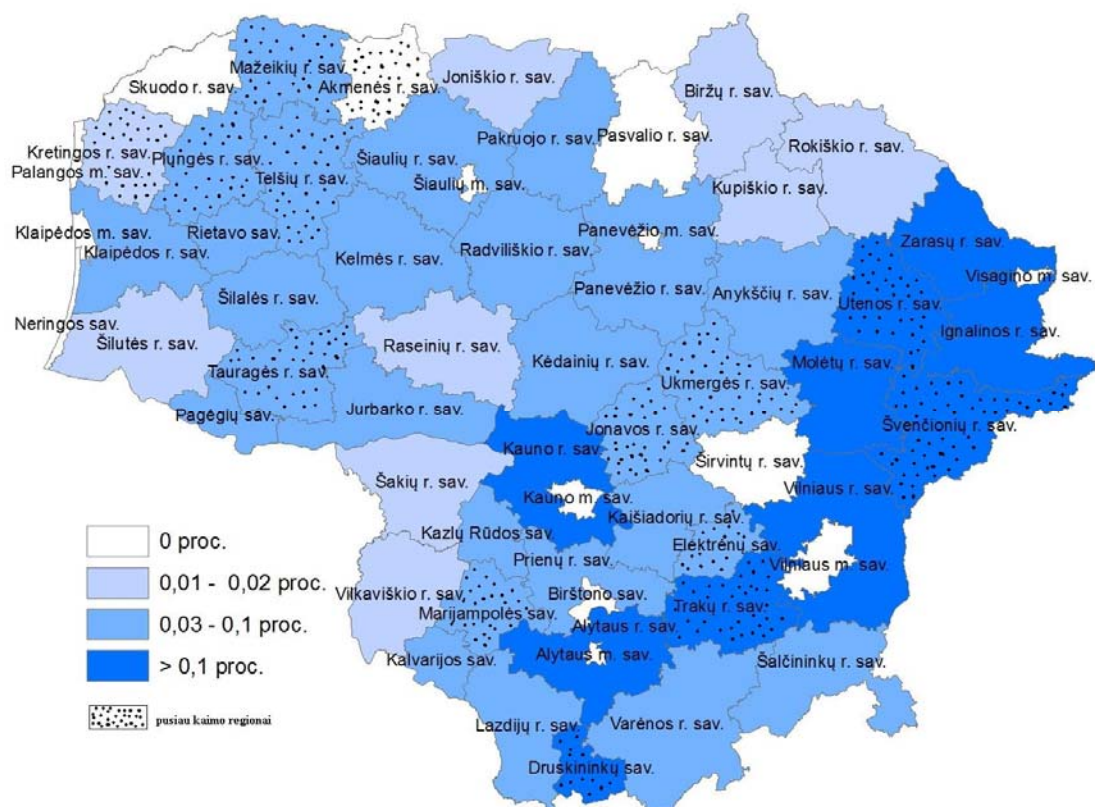 Skuodo r. sav.
Mažeikių r. sav.
Akmenės r. sav.
Joniškio r. sav.
Biržų r. sav.
Kretingos r. sav.
Palangos m. sav.
Plungės r. sav.
Telšių r. sav.
Šiaulių r. sav.
Šiaulių m. sav.
Pakruojo r. sav.
Pasvalio r. sav.
Rokiškio r. sav.
Kupiškio r. sav.
Klaipėdos m. sav.
Klaipėdos r. sav.
Rietavo sav.
Kelmės r. sav.
Radviliškio r. sav.
Panevėžio m. sav.
Panevėžio r. sav.
Anykščių r. sav.
Zarasų r. sav.
Visagino m. sav.
Utenos r. sav.
Ignalinos r. sav.
Neringos sav.
Šilutės r. sav.
Šilalės r. sav.
Raseinių r. sav.
Kėdainių r. sav.
Ukmergės r. sav.
Molėtų r. sav.
Tauragės r. sav.
Pagėgių sav.
Jurbarko r. sav.
Kauno r. sav.
Jonavos r. sav.
Širvintų r. sav.
Švenčionių r. sav.
Šakių r. sav.
Kauno m. sav.
Vilniaus r. sav.
Kazlų Rūdos sav.
Kaišiadorių r. sav.
Elektrėnų sav.
Vilniaus m. sav.
Prienų r. sav.
Vilkaviškio r. sav.
Marijampolės sav.
Birštono sav.
Trakų r. sav.
Alytaus r. sav.
Alytaus m. sav.
Kalvarijos sav.
Šalčininkų r. sav.
Lazdijų r. sav.
Varėnos r. sav.
Druskininkų sav.
0 proc.
0,01 - 0,02 proc.
0,03 - 0,1 proc.
> 0,1 proc.
pusiau kaimo regionai